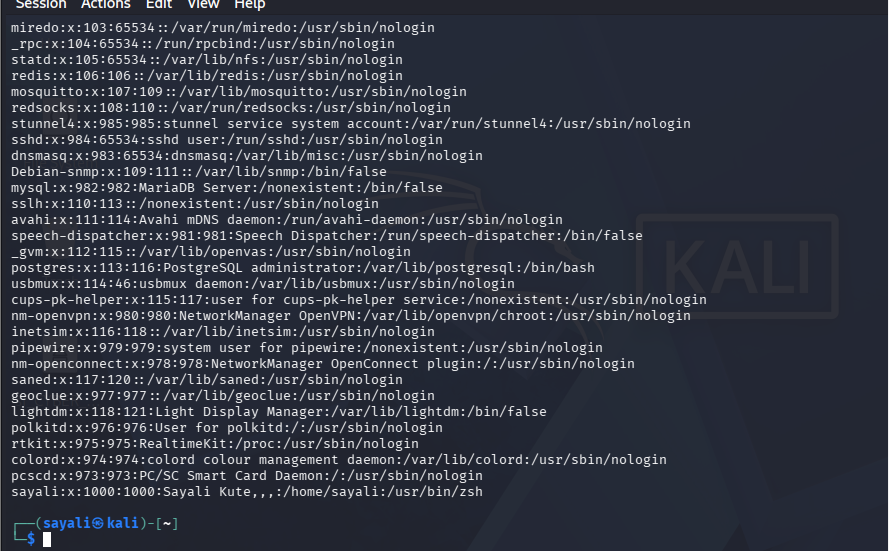 Session Actions Edit View Help
miredo:x:103:65534::/var/run/miredo:/usr/sbin/nologin
_rpc:x:104:65534::/run/rpcbind:/usr/sbin/nologin
statd:x:105:65534::/var/lib/nfs:/usr/sbin/nologin
redis:x:106:106::/var/lib/redis:/usr/sbin/nologin
mosquitto:x:107:109::/var/lib/mosquitto:/usr/sbin/nologin
redsocks:x:108:110::/var/run/redsocks:/usr/sbin/nologin
stunnel4:x:985:985:stunnel service system account:/var/run/stunnel4:/usr/sbin/nologin
sshd:x:984:65534:sshd user:/run/sshd:/usr/sbin/nologin
dnsmasq:x:983:65534:dnsmasq:/var/lib/misc:/usr/sbin/nologin
Debian-snmp:x:109:111::/var/lib/snmp:/bin/false
mysql:x:982:982:MariaDB Server:/nonexistent:/bin/false
sslh:x:110:113::/nonexistent:/usr/sbin/nologin
avahi:x:111:114:Avahi mDNS daemon:/run/avahi-daemon:/usr/sbin/nologin
speech-dispatcher:x:981:981:Speech Dispatcher:/run/speech-dispatcher:/bin/false
_gvm:x:112:115::/var/lib/openvas:/usr/sbin/nologin
postgres:x:113:116:PostgreSQL administrator:/var/lib/postgresql:/bin/bash
usbmux:x:114:46:usbmux daemon:/var/lib/usbmux:/usr/sbin/nologin
cups-pk-helper:x:115:117:user for cups-pk-helper service:/nonexistent:/usr/sbin/nologin
nm-openvpn:x:980:980:NetworkManager OpenVPN:/var/lib/openvpn/chroot:/usr/sbin/nologin
inetsim:x:116:118::/var/lib/inetsim:/usr/sbin/nologin
pipewire:x:979:979:system user for pipewire:/nonexistent:/usr/sbin/nologin
nm-openconnect:x:978:978:NetworkManager OpenConnect plugin:/:/usr/sbin/nologin
saned:x:117:120::/var/lib/saned:/usr/sbin/nologin
geoclue:x:977:977::/var/lib/geoclue:/usr/sbin/nologin
lightdm:x:118:121:Light Display Manager:/var/lib/lightdm:/bin/false
polkitd:x:976:976:User for polkitd:/:/usr/sbin/nologin
rtkit:x:975:975:RealtimeKit:/proc:/usr/sbin/nologin
colord:x:974:974:colord colour management daemon:/var/lib/colord:/usr/sbin/nologin
pcscd:x:973:973:PC/SC Smart Card Daemon:/:/usr/sbin/nologin
sayali:x:1000:1000:Sayali Kute,,,:/home/sayali:/usr/bin/zsh
┌──(sayali㉿kali)-[~]
└─$
KALI